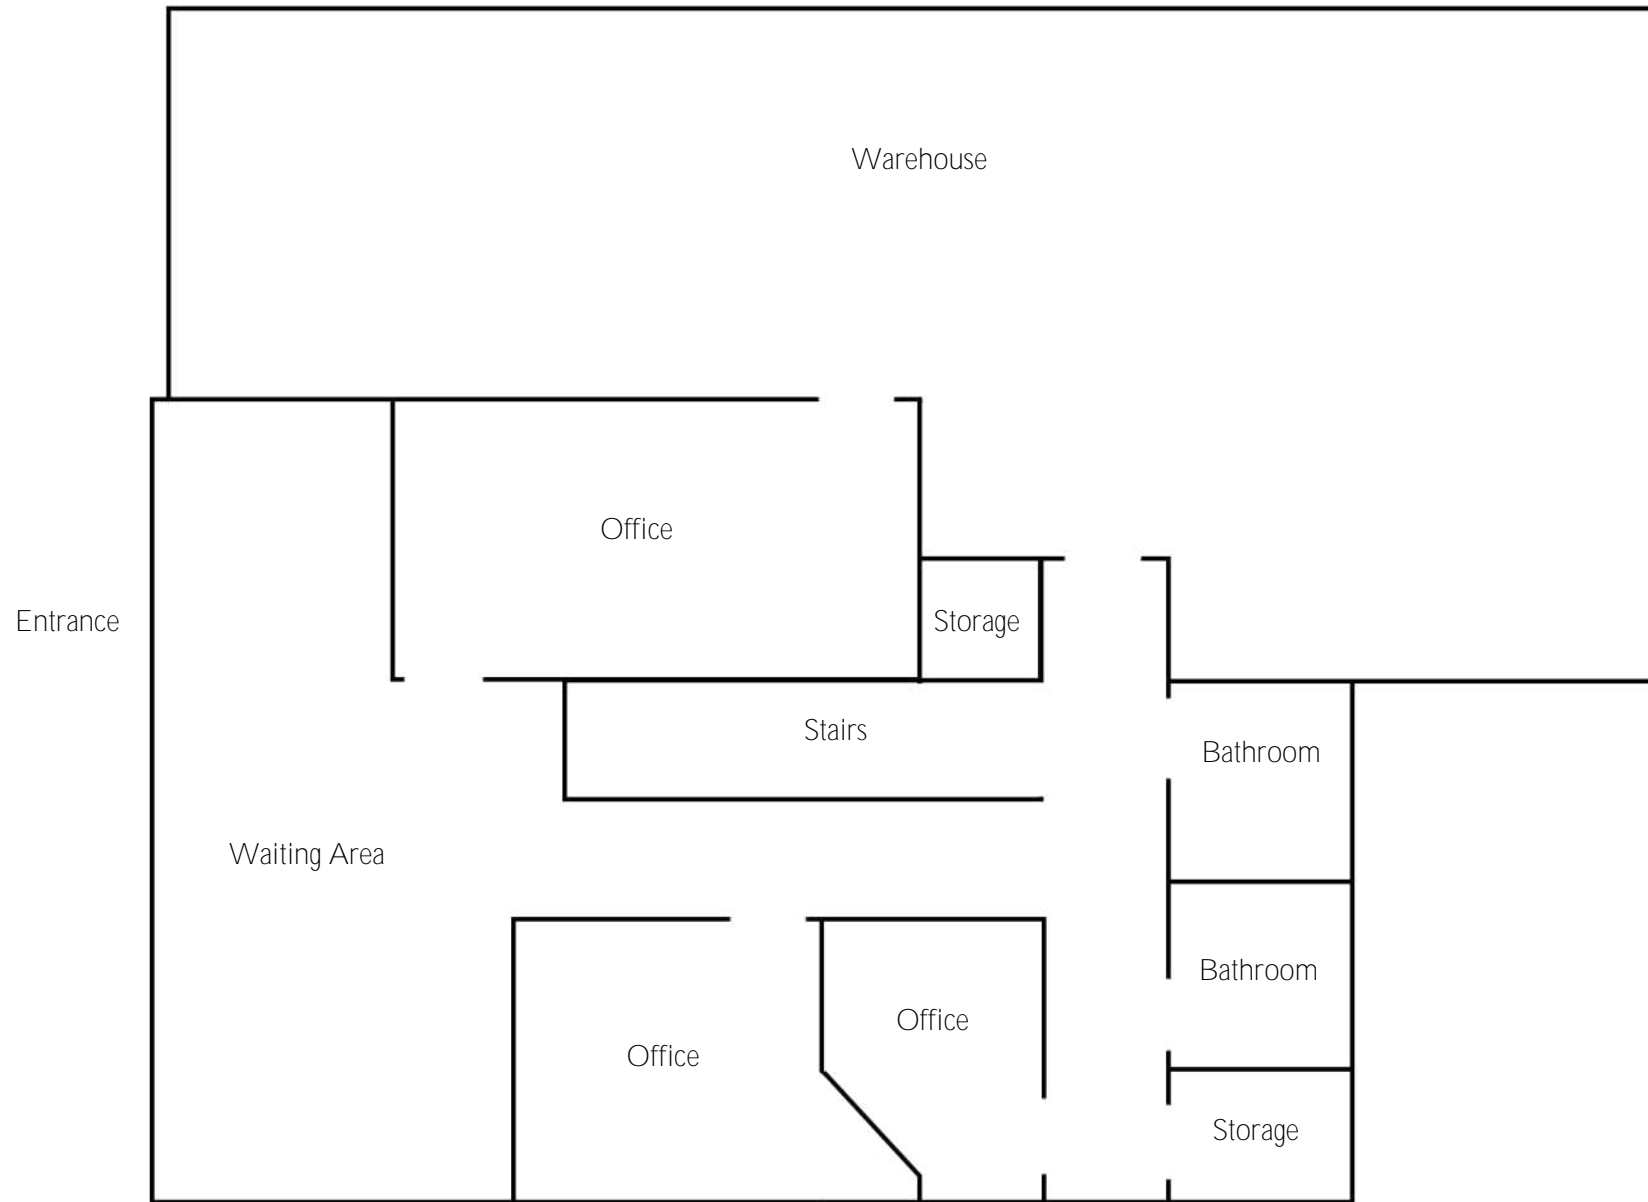 Warehouse
Office
Entrance
Storage
Stairs
Bathroom
Waiting Area
Bathroom
Office
Office
Storage